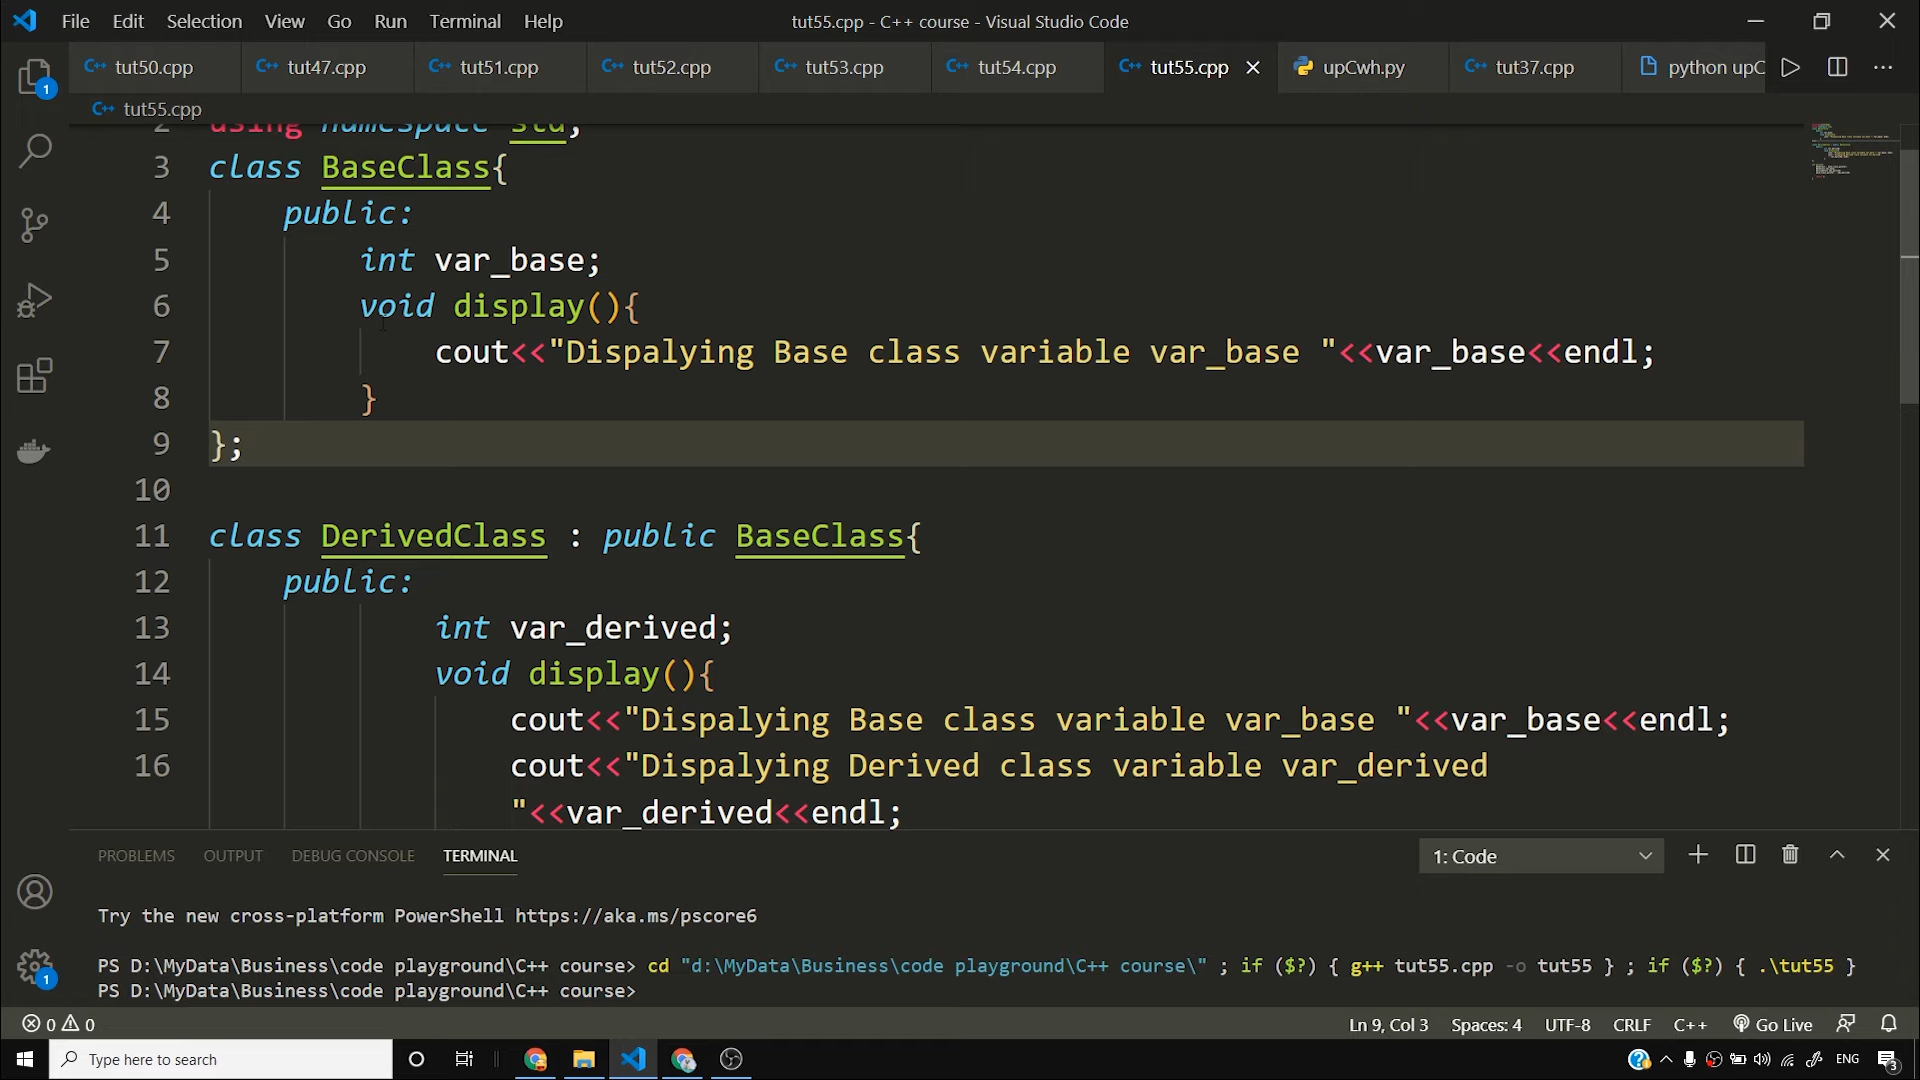 File Edit Selection View Go Run Terminal Help
tut55.cpp - C++ course - Visual Studio Code
tut50.cpp tut47.cpp tut51.cpp tut52.cpp tut53.cpp tut54.cpp tut55.cpp upCwh.py tut37.cpp python upC
tut55.cpp
2 using namespace std;
3 class BaseClass{
4 public:
5 int var_base;
6 void display(){
7 cout<<"Dispalying Base class variable var_base "<<var_base<<endl;
8 }
9 };
10
11 class DerivedClass : public BaseClass{
12 public:
13 int var_derived;
14 void display(){
15 cout<<"Dispalying Base class variable var_base "<<var_base<<endl;
16 cout<<"Dispalying Derived class variable var_derived
"<<var_derived<<endl;
PROBLEMS OUTPUT DEBUG CONSOLE TERMINAL 1: Code
Try the new cross-platform PowerShell https://aka.ms/pscore6
PS D:\MyData\Business\code playground\C++ course> cd "d:\MyData\Business\code playground\C++ course\" ; if ($?) { g++ tut55.cpp -o tut55 } ; if ($?) { .\tut55 }
PS D:\MyData\Business\code playground\C++ course>
0 0 Ln 9, Col 3 Spaces: 4 UTF-8 CRLF C++ Go Live
Type here to search ENG 3
1
1